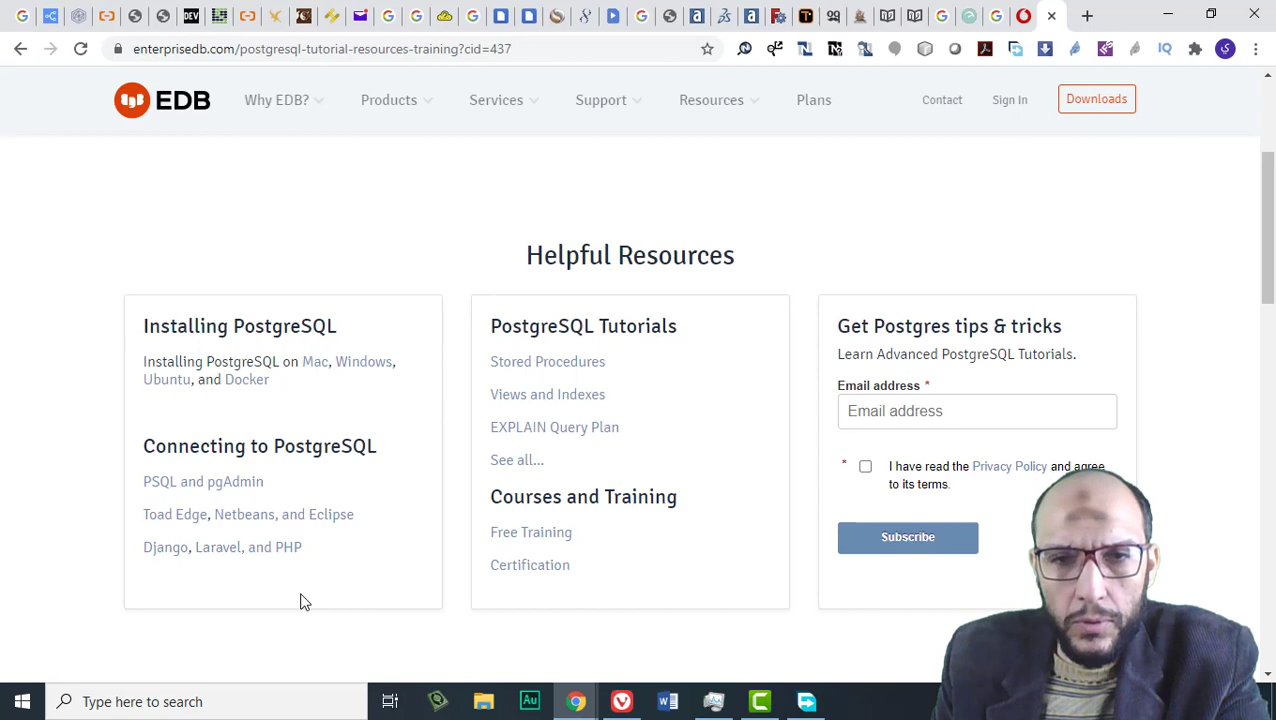 enterprisedb.com/postgresql-tutorial-resources-training?cid=437
EDB
Why EDB?
Products
Services
Support
Resources
Plans
Contact
Sign In
Downloads
Helpful Resources
Installing PostgreSQL
Installing PostgreSQL on Mac, Windows,
Ubuntu, and Docker
Connecting to PostgreSQL
PSQL and pgAdmin
Toad Edge, Netbeans, and Eclipse
Django, Laravel, and PHP
PostgreSQL Tutorials
Stored Procedures
Views and Indexes
EXPLAIN Query Plan
See all...
Courses and Training
Free Training
Certification
Get Postgres tips & tricks
Learn Advanced PostgreSQL Tutorials.
Email address *
Email address
* I have read the Privacy Policy and agree
to its terms.
Subscribe
Type here to search